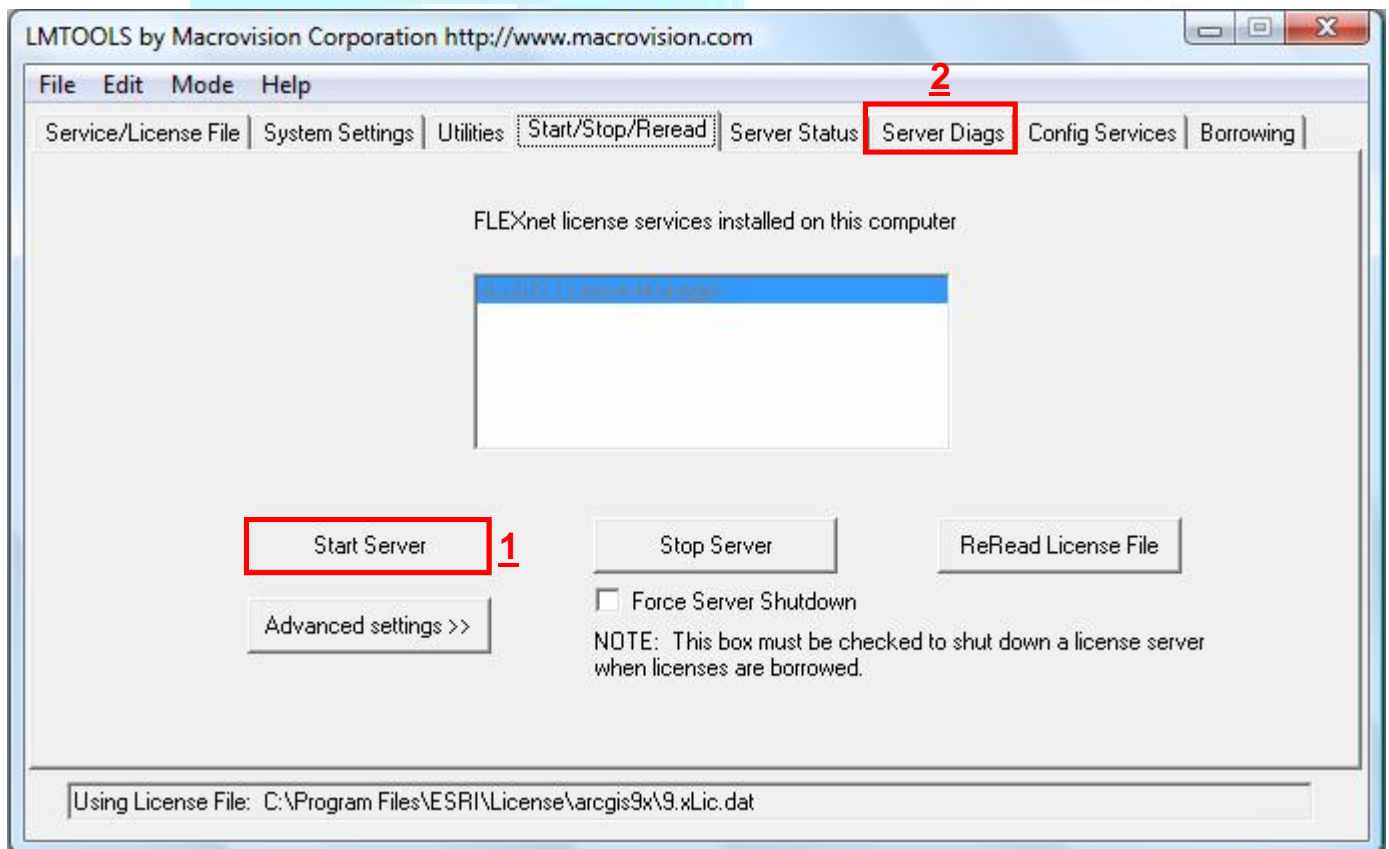 LMTOOLS by Macrovision Corporation http://www.macrovision.com
File Edit Mode Help
2
Service/License File System Settings Utilities Start/Stop/Reread Server Status Server Diags Config Services Borrowing
FLEXnet license services installed on this computer
ArcGIS License Manager
Start Server 1 Stop Server ReRead License File
Advanced settings >>
Force Server Shutdown
NOTE: This box must be checked to shut down a license server
when licenses are borrowed.
Using License File: C:\Program Files\ESRI\License\arcgis9x\9.xLic.dat